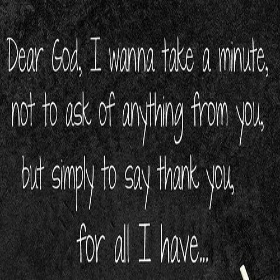 Dear God, I wanna take a minute,
not to ask of anything from you,
but simply to say thank you,
for all I have...